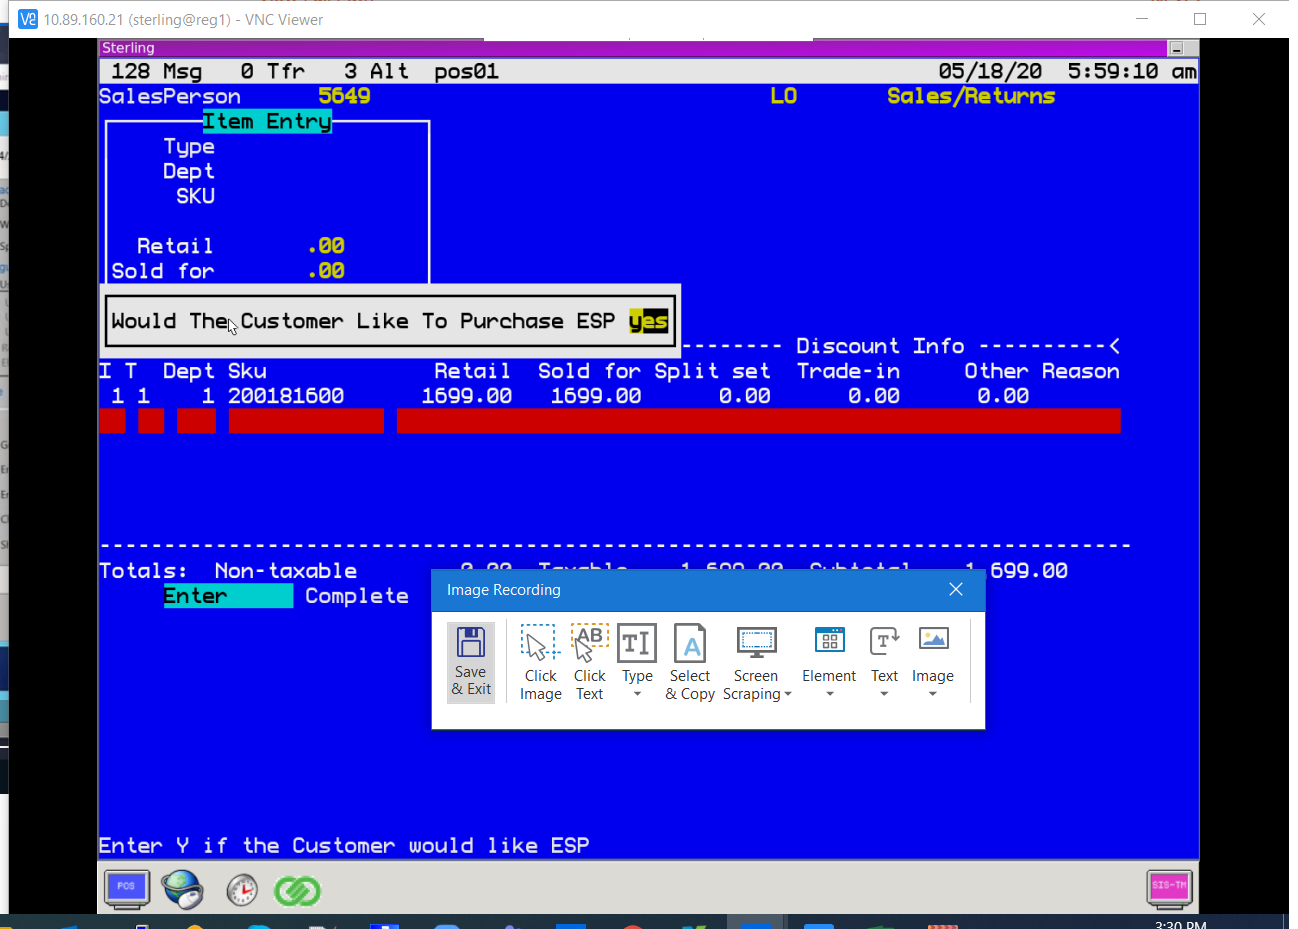 10.89.160.21 (sterling@reg1) - VNC Viewer
Sterling
128 Msg 0 Tfr 3 Alt pos01 05/18/20 5:59:10 am
SalesPerson 5649 LO Sales/Returns
Item Entry
Type
Dept
SKU
Retail .00
Sold for .00
Would The Customer Like To Purchase ESP yes
-------- Discount Info ----------<
I T Dept Sku Retail Sold for Split set Trade-in Other Reason
1 1 1 200181600 1699.00 1699.00 0.00 0.00 0.00
Totals: Non-taxable 0.00 Taxable 1,699.00 Subtotal 1,699.00
Enter Complete
Image Recording
Save & Exit
Click Image
Click Text
Type
Select & Copy
Screen Scraping
Element
Text
Image
Enter Y if the Customer would like ESP
POS
SIS-TM
3:30 PM